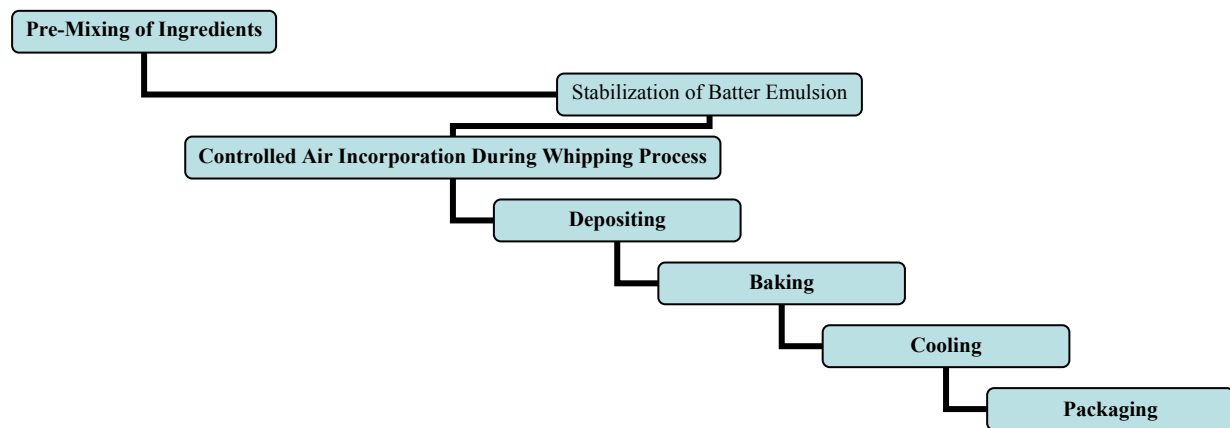 Pre-Mixing of Ingredients
Stabilization of Batter Emulsion
Controlled Air Incorporation During Whipping Process
Depositing
Baking
Cooling
Packaging